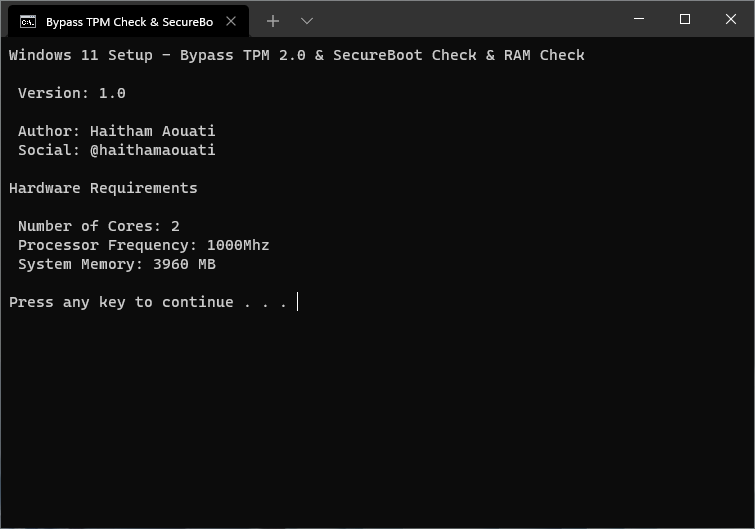 Bypass TPM Check & SecureBo
Windows 11 Setup - Bypass TPM 2.0 & SecureBoot Check & RAM Check
Version: 1.0
Author: Haitham Aouati
Social: @haithamaouati
Hardware Requirements
Number of Cores: 2
Processor Frequency: 1000Mhz
System Memory: 3960 MB
Press any key to continue . . .